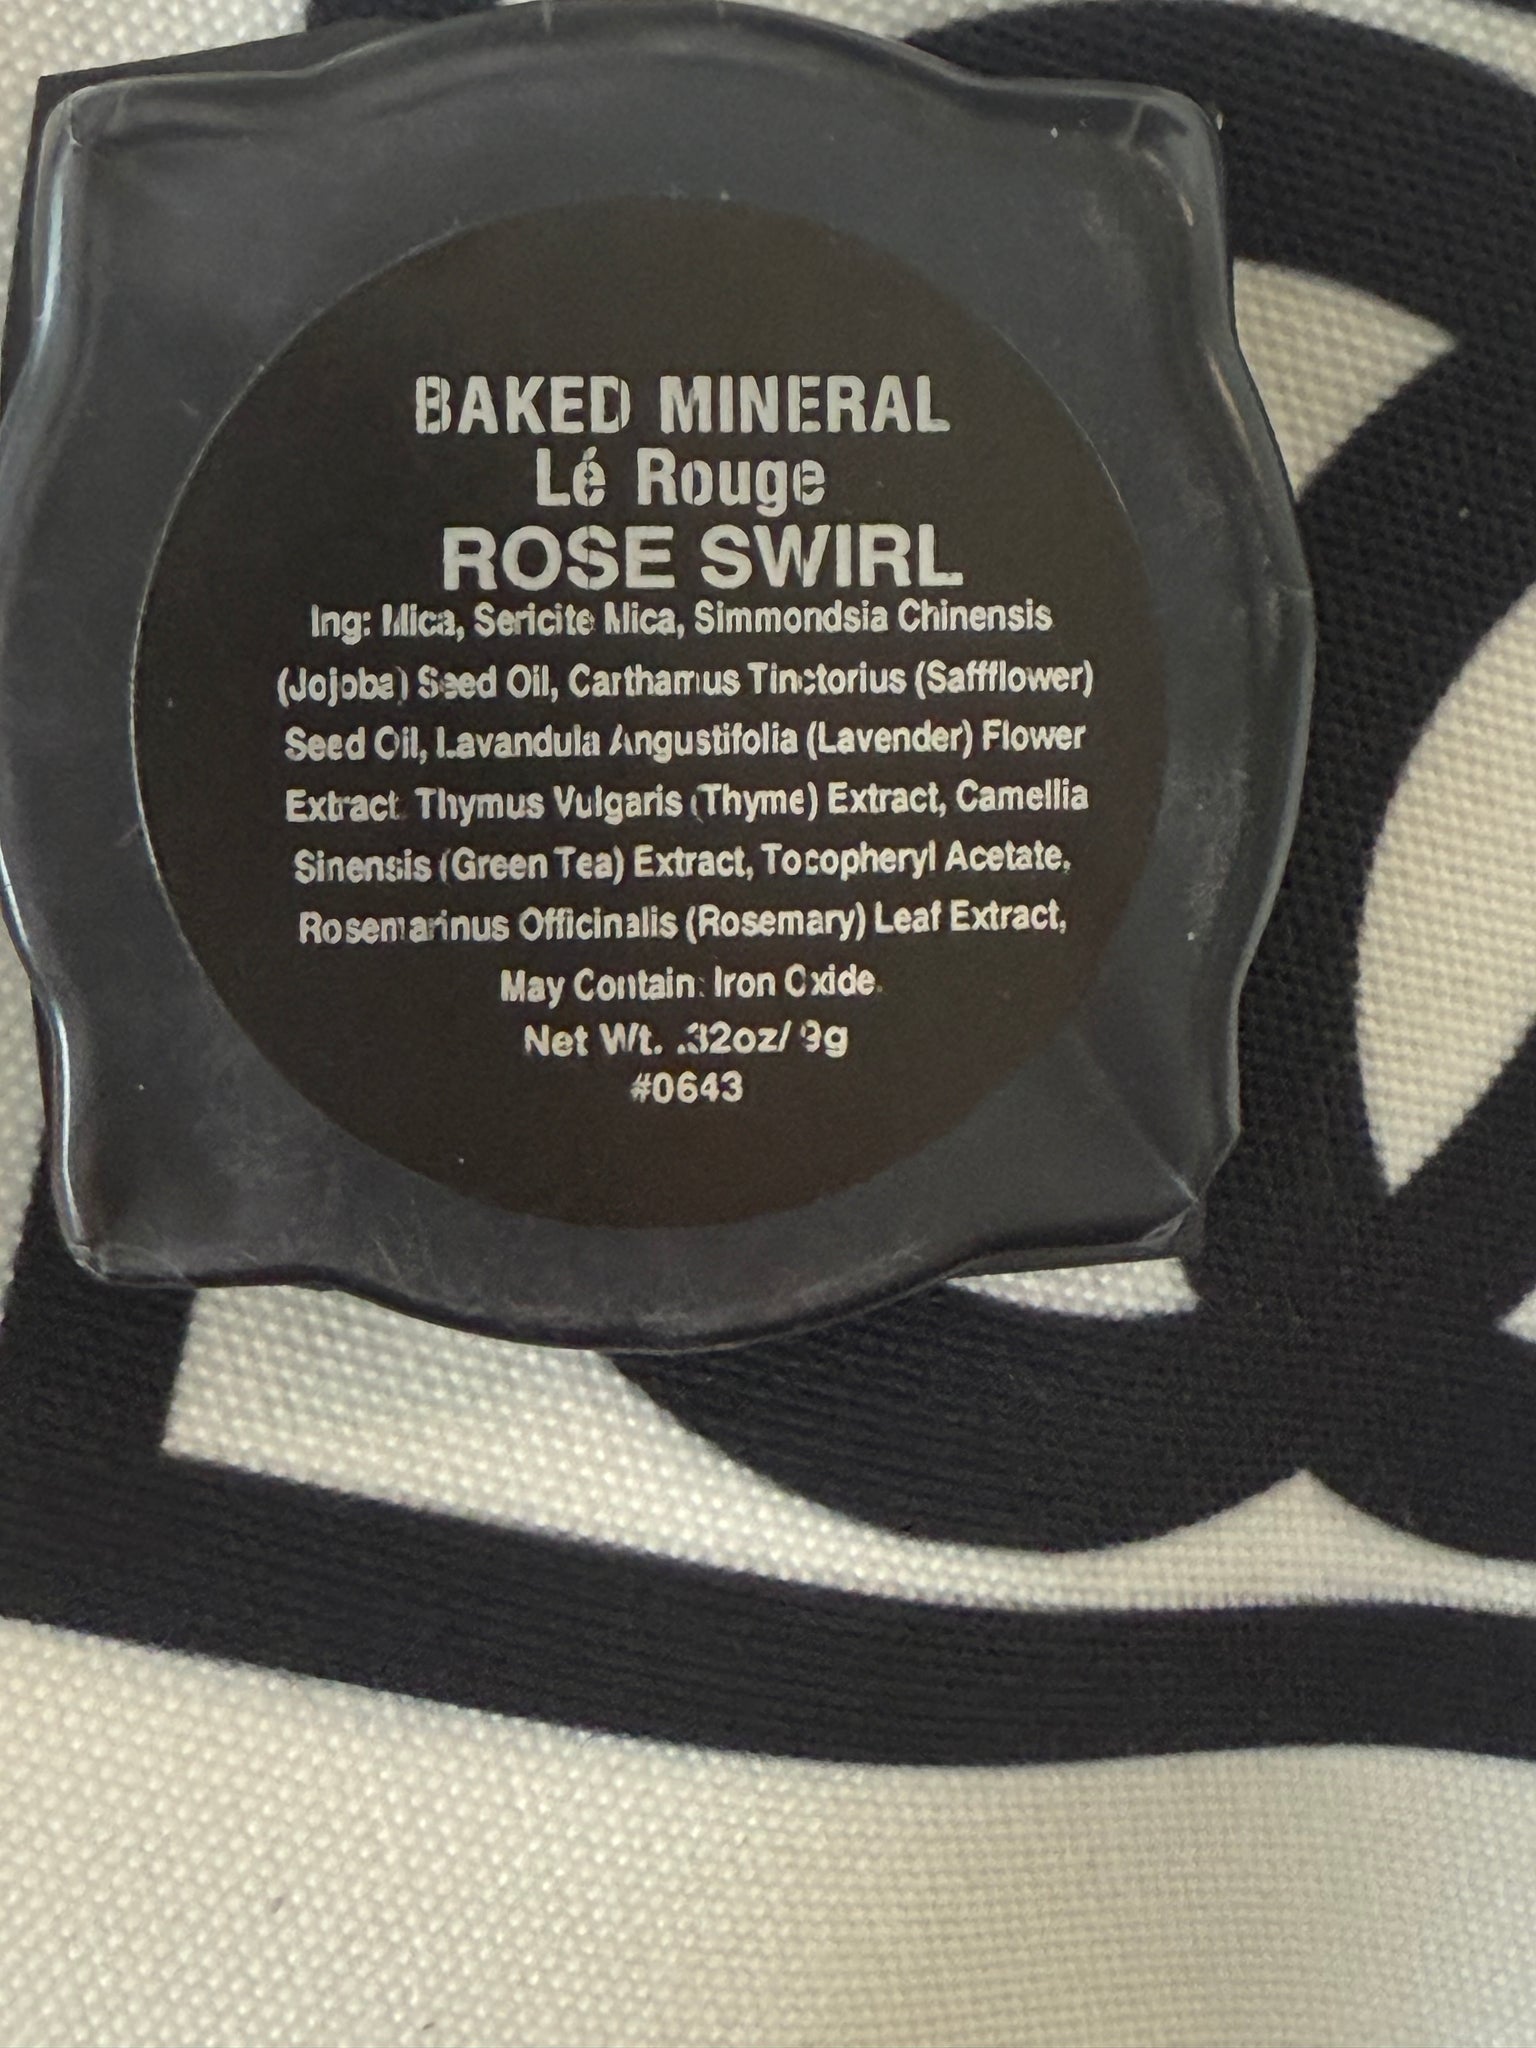 BAKED MINERAL
Lé Rouge
ROSE SWIRL
Ing: Mica, Sericite Mica, Simmondsia Chinensis
(Jojoba) Seed Oil, Carthamus Tinctorius (Saffflower)
Seed Oil, Lavandula Angustifolia (Lavender) Flower
Extract, Thymus Vulgaris (Thyme) Extract, Camellia
Sinensis (Green Tea) Extract, Tocopheryl Acetate,
Rosemarinus Officinalis (Rosemary) Leaf Extract,
May Contain: Iron Oxide.
Net Wt. .32oz/ 9g
#0643